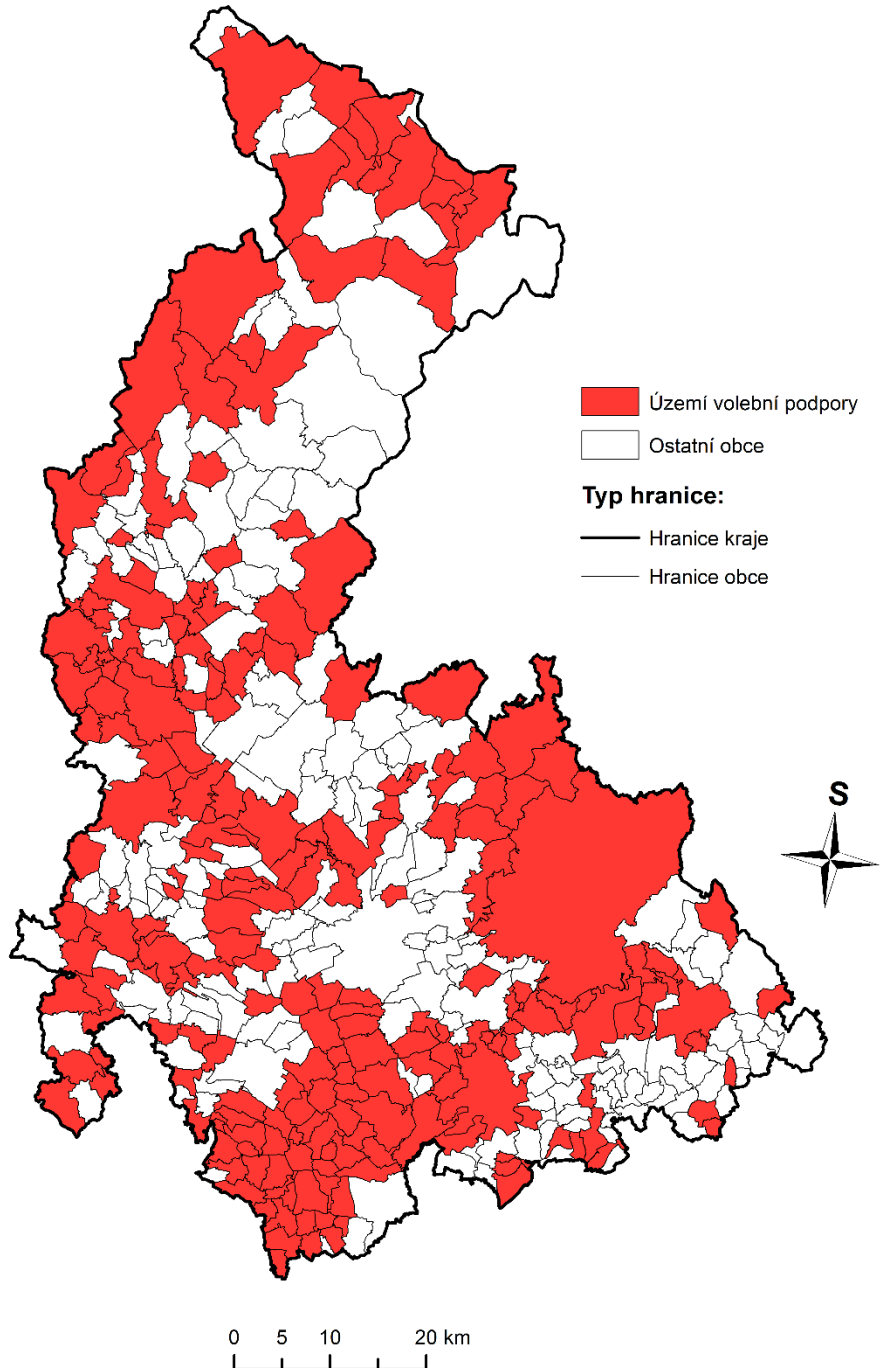 Území volební podpory
Ostatní obce
Typ hranice:
Hranice kraje
Hranice obce
S
0 5 10 20 km